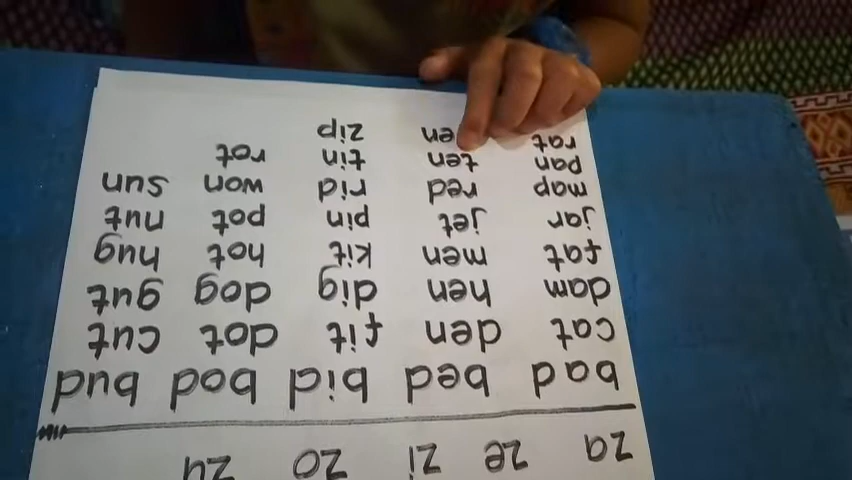 za ze zi zo zu
bad bed bid bod bud
cat den fit dot cut
dam hen dig dog gut
fat men kit hot hug
jar jet pin pot nut
map red rid won sun
pan ten tin rot
rat zip